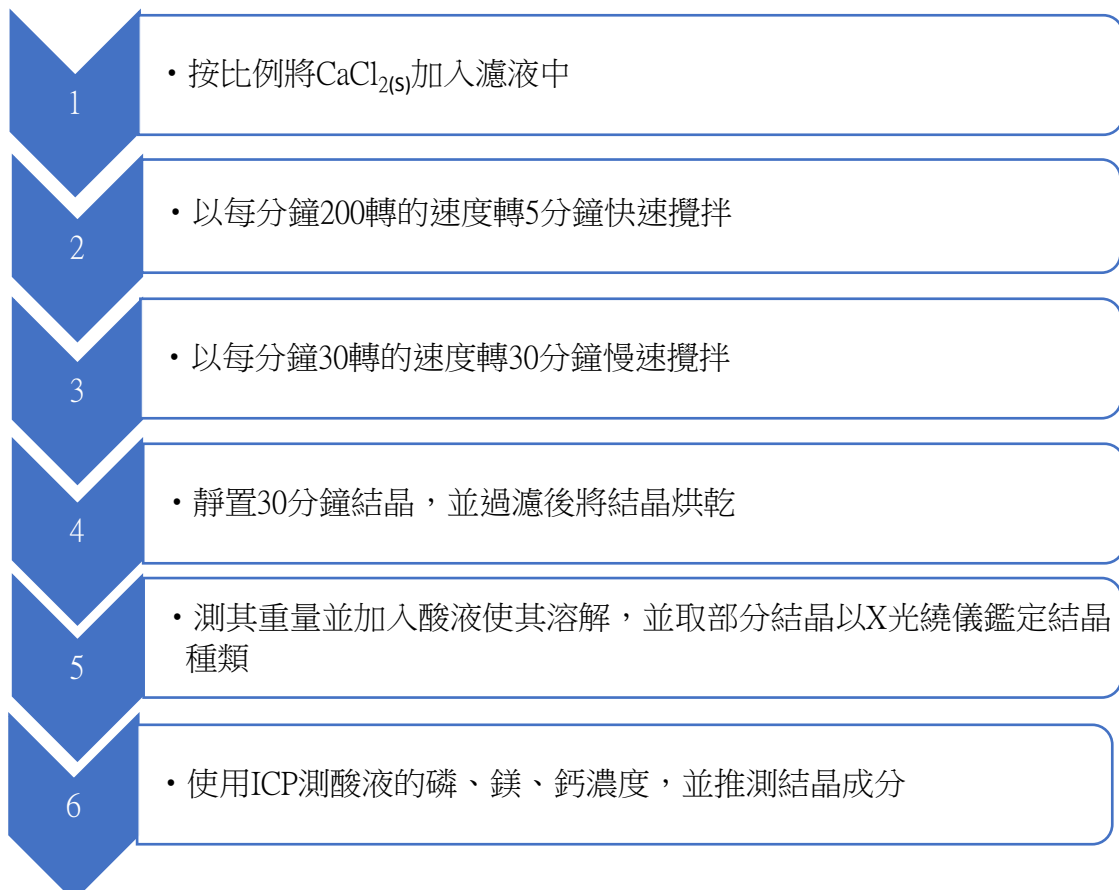 1
・按比例將CaCl₂₍s₎加入濾液中
2
・以每分鐘200轉的速度轉5分鐘快速攪拌
3
・以每分鐘30轉的速度轉30分鐘慢速攪拌
4
・靜置30分鐘結晶，並過濾後將結晶烘乾
5
・測其重量並加入酸液使其溶解，並取部分結晶以X光繞儀鑑定結晶
種類
6
・使用ICP測酸液的磷、鎂、鈣濃度，並推測結晶成分